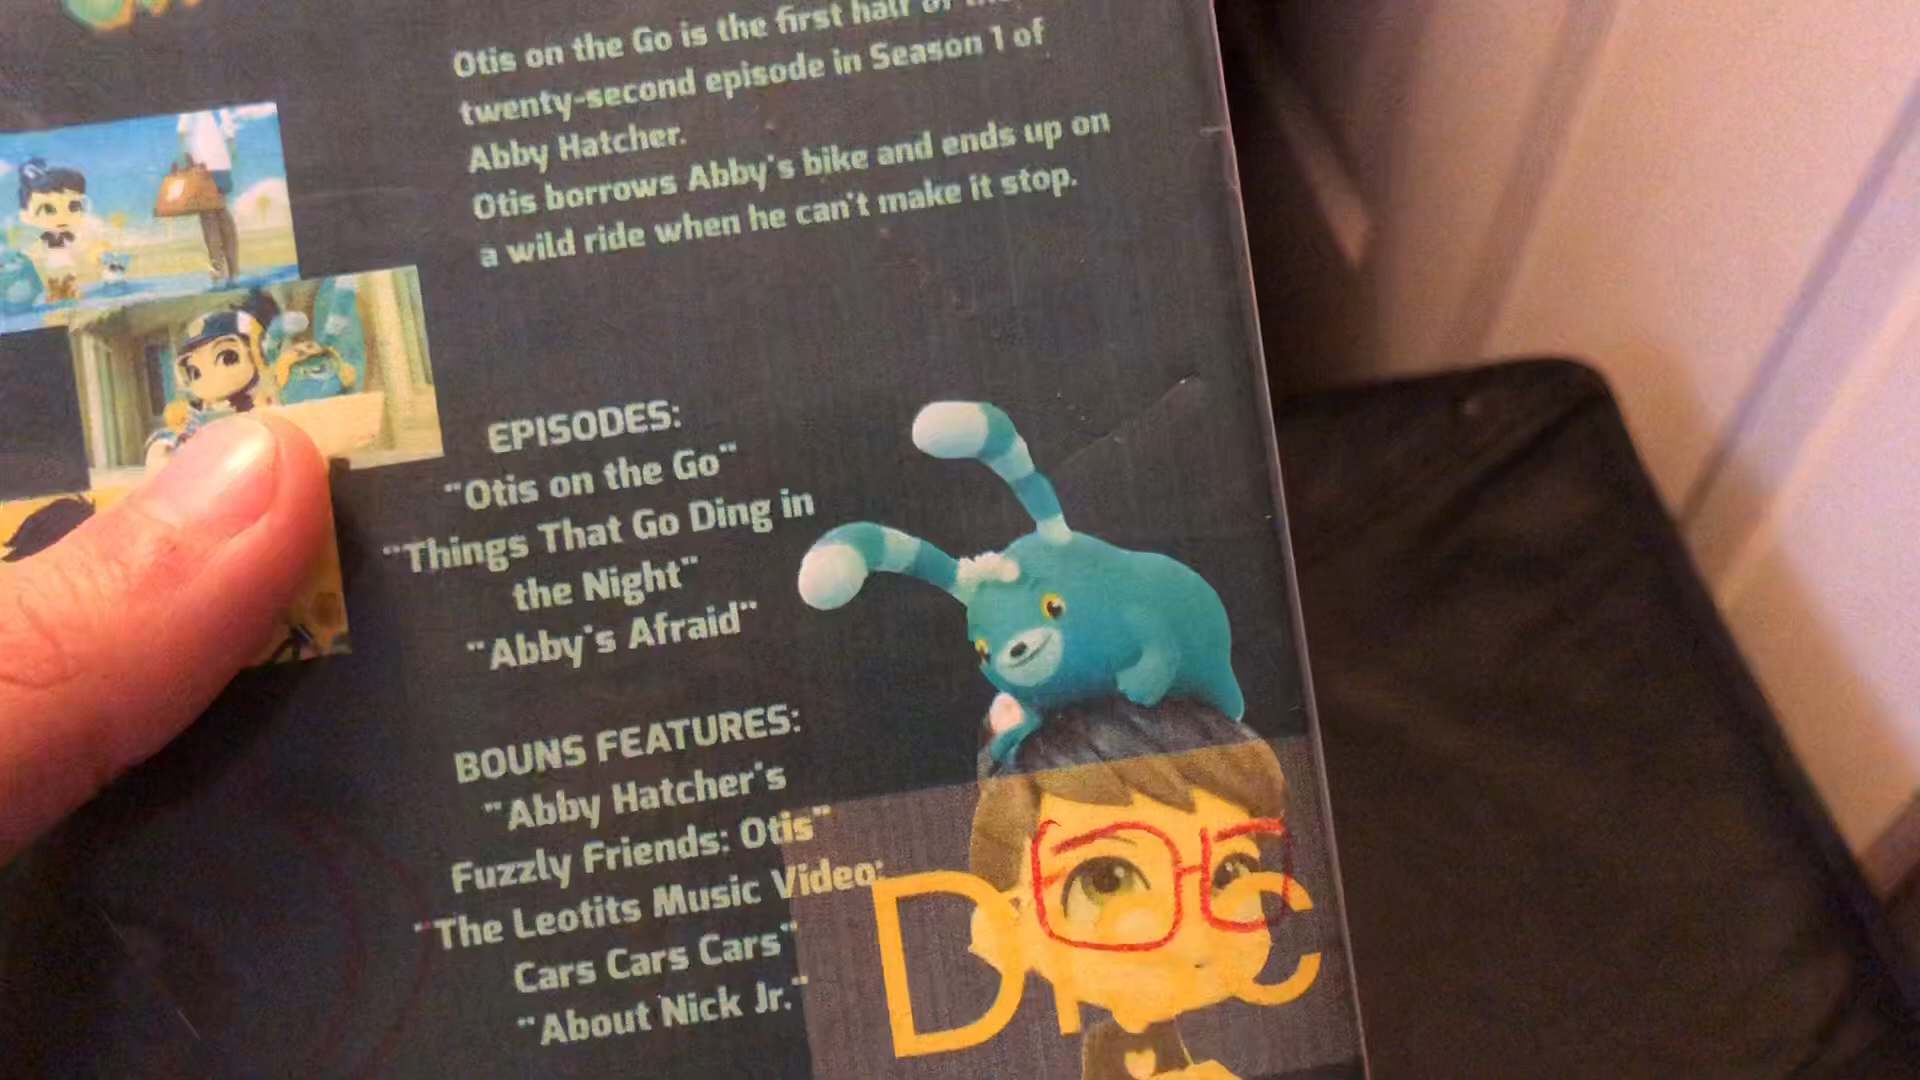 Otis on the Go is the first half of
twenty-second episode in Season 1 of
Abby Hatcher.
Otis borrows Abby's bike and ends up on
a wild ride when he can't make it stop.
EPISODES:
"Otis on the Go"
"Things That Go Ding in
the Night"
"Abby's Afraid"
BOUNS FEATURES:
"Abby Hatcher's
Fuzzly Friends: Otis"
"The Leotits Music Video:
Cars Cars Cars"
"About Nick Jr."